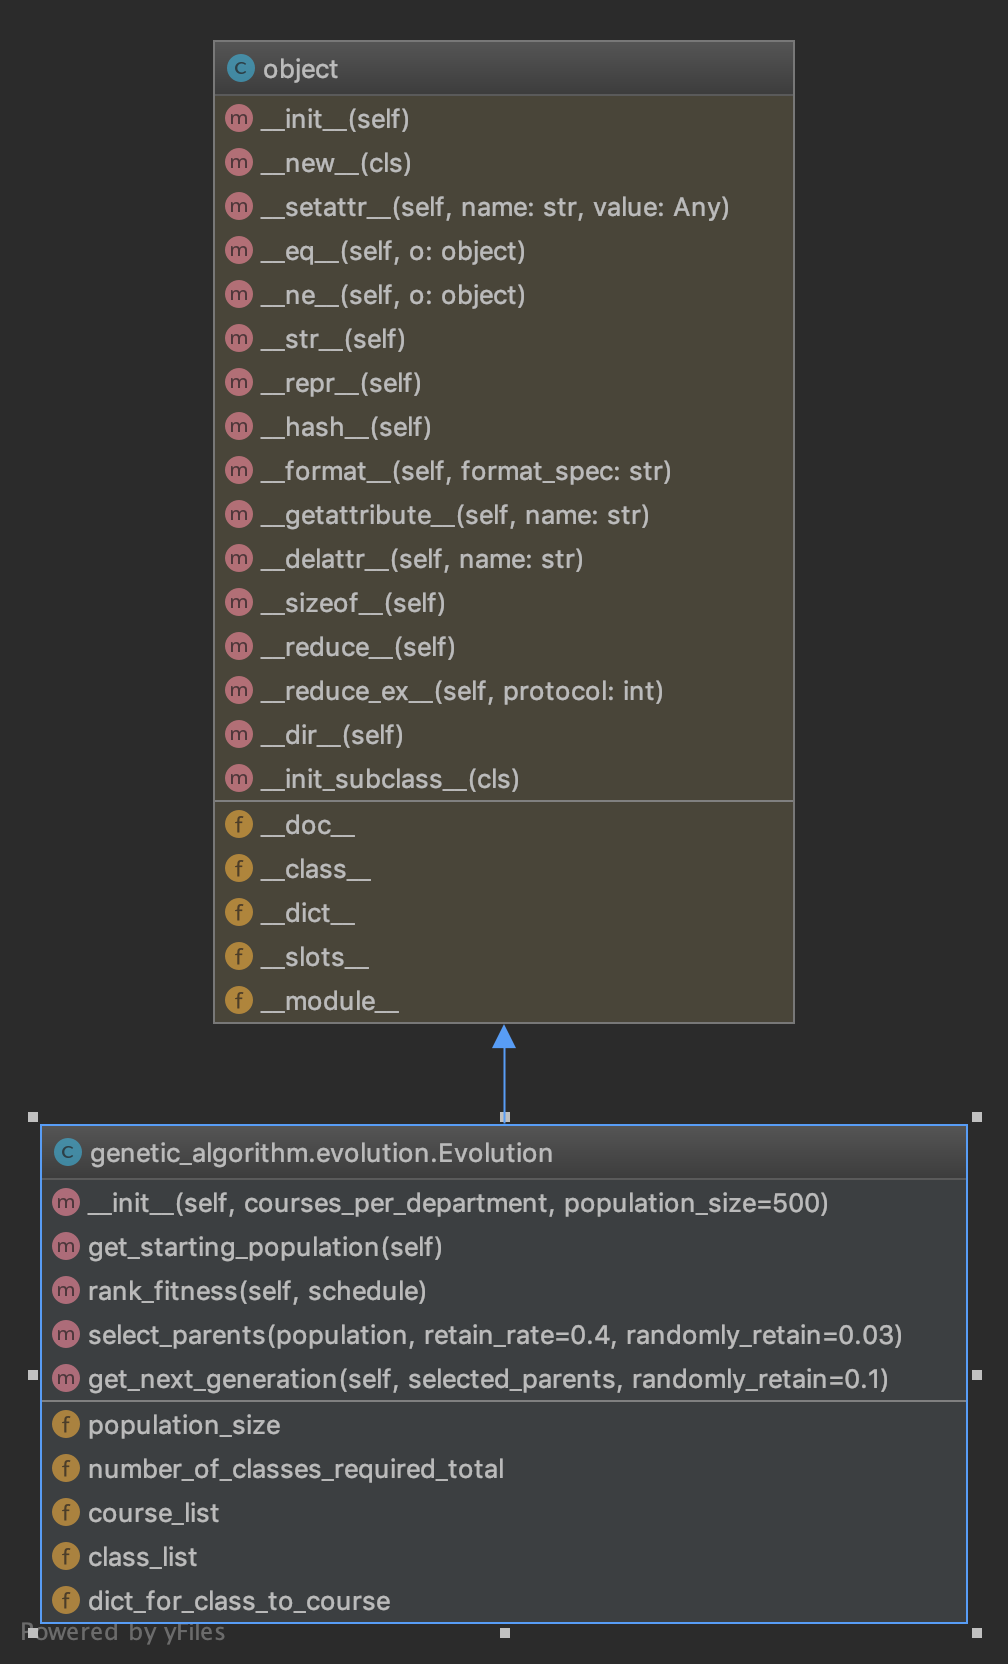 C object
m __init__(self)
m __new__(cls)
m __setattr__(self, name: str, value: Any)
m __eq__(self, o: object)
m __ne__(self, o: object)
m __str__(self)
m __repr__(self)
m __hash__(self)
m __format__(self, format_spec: str)
m __getattribute__(self, name: str)
m __delattr__(self, name: str)
m __sizeof__(self)
m __reduce__(self)
m __reduce_ex__(self, protocol: int)
m __dir__(self)
m __init_subclass__(cls)
f __doc__
f __class__
f __dict__
f __slots__
f __module__
C genetic_algorithm.evolution.Evolution
m __init__(self, courses_per_department, population_size=500)
m get_starting_population(self)
m rank_fitness(self, schedule)
m select_parents(population, retain_rate=0.4, randomly_retain=0.03)
m get_next_generation(self, selected_parents, randomly_retain=0.1)
f population_size
f number_of_classes_required_total
f course_list
f class_list
f dict_for_class_to_course
Powered by yFiles